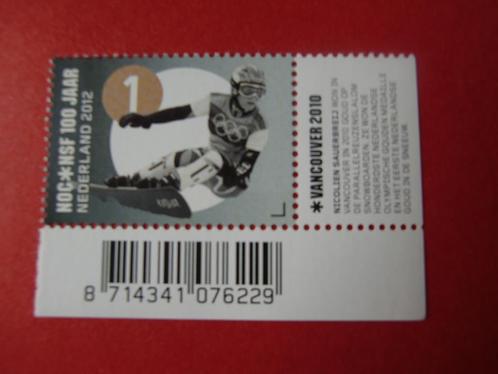 NOC✶NSF 100 JAAR
NEDERLAND 2012
1
✶VANCOUVER 2010
NICOLIEN SAUERBREIJ WON IN
VANCOUVER IN 2010 GOUD OP
DE PARALLELREUZENSLALOM
SNOWBOARDEN. ZE WON DE
HONDERDSTE NEDERLANDSE
OLYMPISCHE GOUDEN MEDAILLE
EN HET EERSTE NEDERLANDSE
GOUD IN DE SNEEUW
8 714341 076229